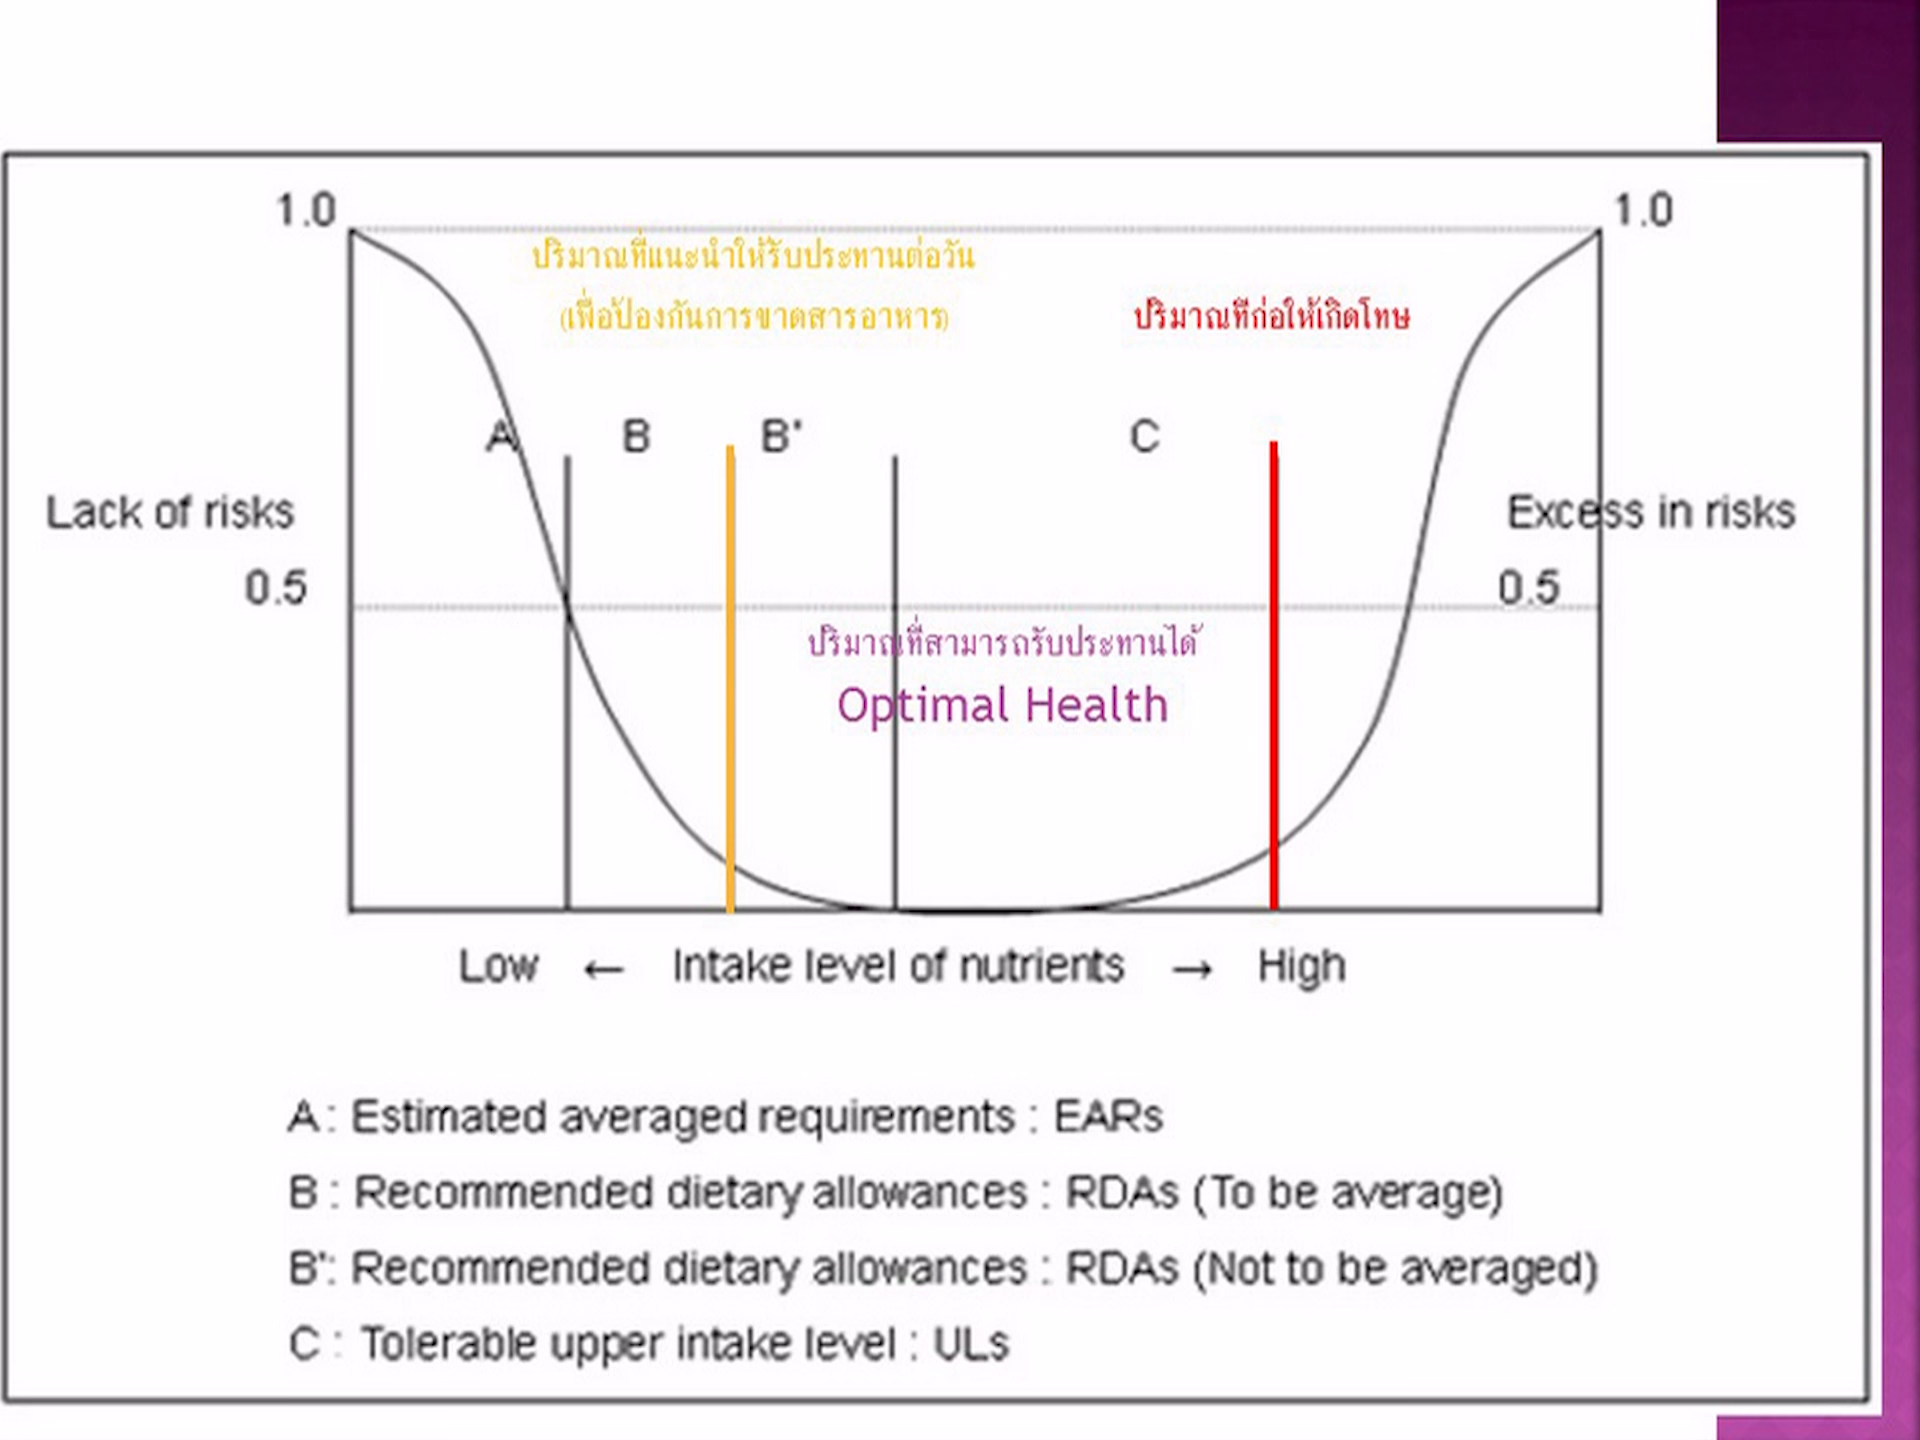 1.0
1.0
ปริมาณที่แนะนำให้รับประทานต่อวัน
(เพื่อป้องกันการขาดสารอาหาร)
ปริมาณที่ก่อให้เกิดโทษ
A B B' C
Lack of risks
Excess in risks
0.5
0.5
ปริมาณที่สามารถรับประทานได้
Optimal Health
Low ← Intake level of nutrients → High
A : Estimated averaged requirements : EARs
B : Recommended dietary allowances : RDAs (To be average)
B': Recommended dietary allowances : RDAs (Not to be averaged)
C : Tolerable upper intake level : ULs